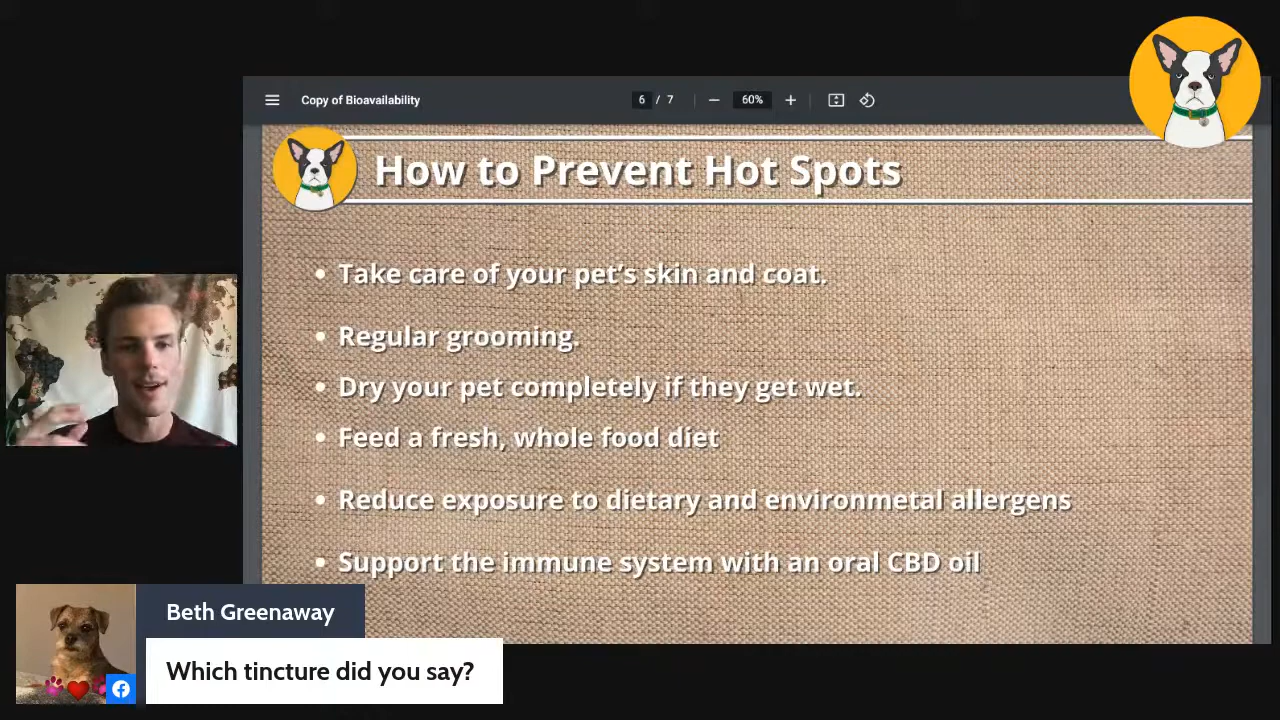 Copy of Bioavailability
6 / 7
60%
How to Prevent Hot Spots
• Take care of your pet's skin and coat.
• Regular grooming.
• Dry your pet completely if they get wet.
• Feed a fresh, whole food diet
• Reduce exposure to dietary and environmetal allergens
• Support the immune system with an oral CBD oil
Beth Greenaway
Which tincture did you say?